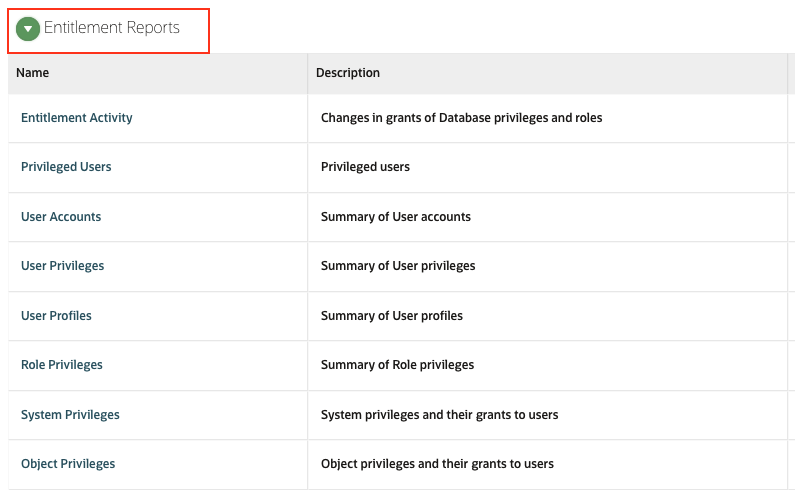 Entitlement Reports
Name Description
Entitlement Activity Changes in grants of Database privileges and roles
Privileged Users Privileged users
User Accounts Summary of User accounts
User Privileges Summary of User privileges
User Profiles Summary of User profiles
Role Privileges Summary of Role privileges
System Privileges System privileges and their grants to users
Object Privileges Object privileges and their grants to users